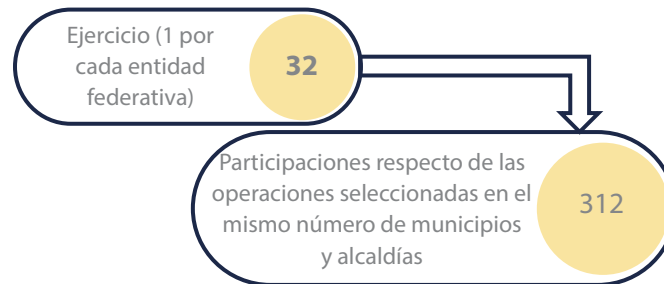 Ejercicio (1 por
cada entidad
federativa)
32
Participaciones respecto de las
operaciones seleccionadas en el
mismo número de municipios
y alcaldías
312